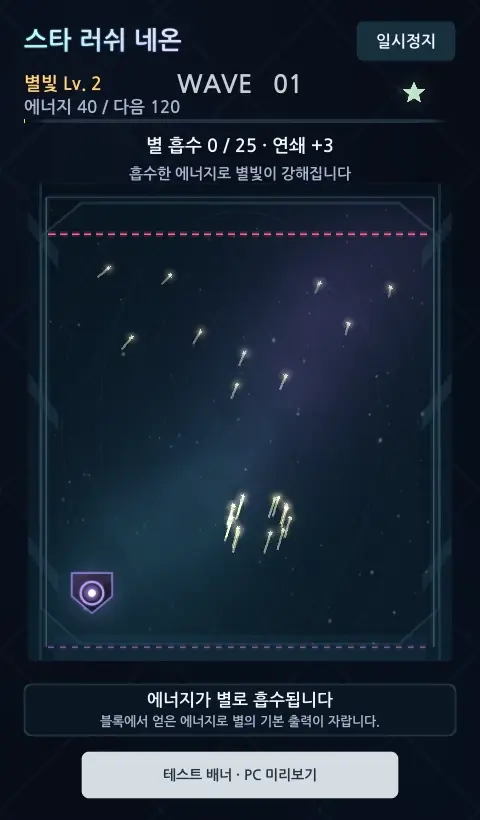 스타 러쉬 네온
일시정지
별빛 Lv. 2
WAVE 01
에너지 40 / 다음 120
별 흡수 0 / 25 · 연쇄 +3
흡수한 에너지로 별빛이 강해집니다
에너지가 별로 흡수됩니다
블록에서 얻은 에너지로 별의 기본 출력이 자랍니다.
테스트 배너 · PC 미리보기